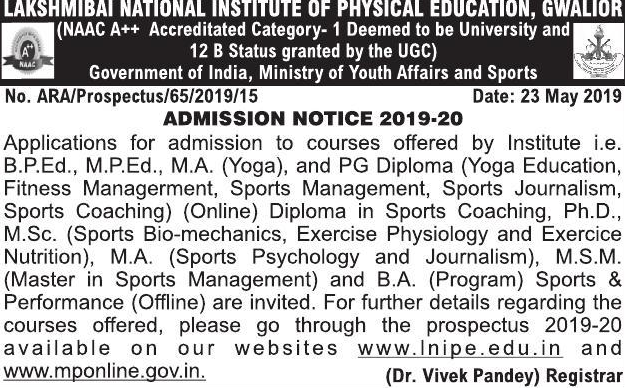 LAKSHMIBAI NATIONAL INSTITUTE OF PHYSICAL EDUCATION, GWALIOR
(NAAC A++ Accreditated Category- 1 Deemed to be University and
12 B Status granted by the UGC)
Government of India, Ministry of Youth Affairs and Sports
A++
NAAC
No. ARA/Prospectus/65/2019/15 Date: 23 May 2019
ADMISSION NOTICE 2019-20
Applications for admission to courses offered by Institute i.e.
B.P.Ed., M.P.Ed., M.A. (Yoga), and PG Diploma (Yoga Education,
Fitness Managerment, Sports Management, Sports Journalism,
Sports Coaching) (Online) Diploma in Sports Coaching, Ph.D.,
M.Sc. (Sports Bio-mechanics, Exercise Physiology and Exercice
Nutrition), M.A. (Sports Psychology and Journalism), M.S.M.
(Master in Sports Management) and B.A. (Program) Sports &
Performance (Offline) are invited. For further details regarding the
courses offered, please go through the prospectus 2019-20
available on our websites www.lnipe.edu.in and
www.mponline.gov.in. (Dr. Vivek Pandey) Registrar